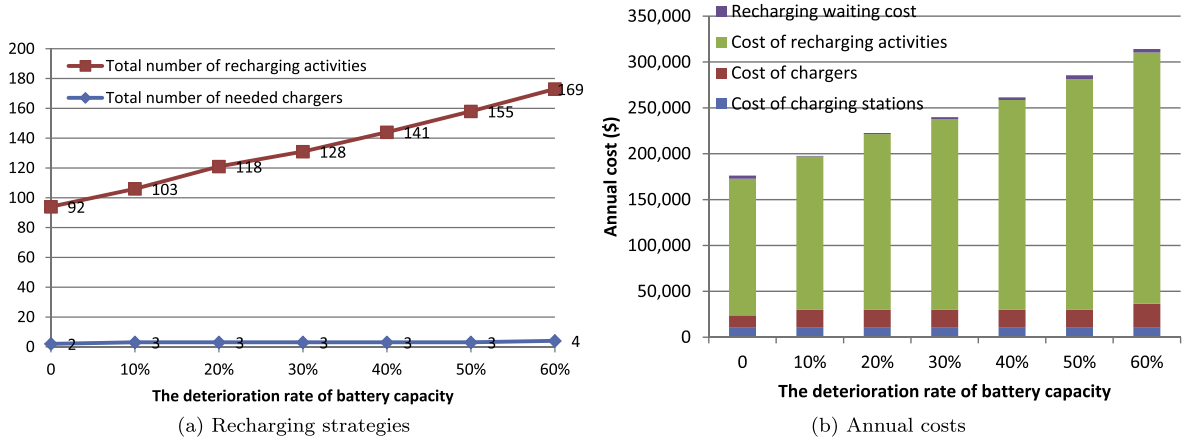 200
180
160
140
120
100
80
60
40
20
0
Total number of recharging activities
Total number of needed chargers
92
103
118
128
141
155
169
2
3
3
3
3
3
4
0 10% 20% 30% 40% 50% 60%
The deterioration rate of battery capacity
(a) Recharging strategies
350,000
300,000
250,000
200,000
150,000
100,000
50,000
0
Annual cost ($)
Recharging waiting cost
Cost of recharging activities
Cost of chargers
Cost of charging stations
0 10% 20% 30% 40% 50% 60%
The deterioration rate of battery capacity
(b) Annual costs